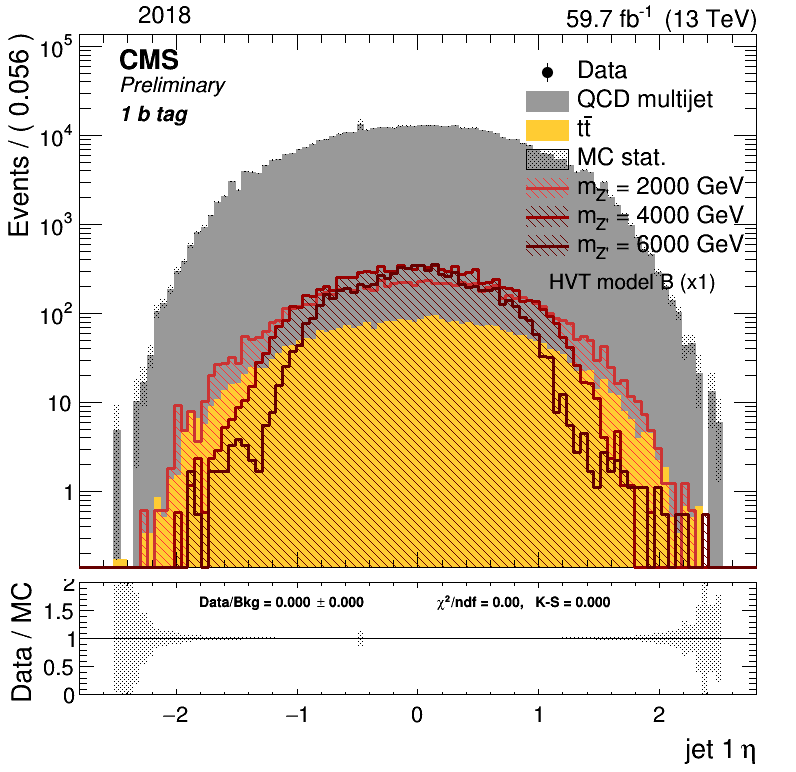 2018
59.7 fb⁻¹ (13 TeV)
CMS
Preliminary
1 b tag
Data
QCD multijet
tt̄
MC stat.
m_Z' = 2000 GeV
m_Z' = 4000 GeV
m_Z' = 6000 GeV
HVT model B (x1)
Events / ( 0.056 )
10⁵
10⁴
10³
10²
10
1
Data/Bkg = 0.000 ± 0.000
χ²/ndf = 0.00, K-S = 0.000
Data / MC
2
1.5
1
0.5
0
−2
−1
0
1
2
jet 1 η